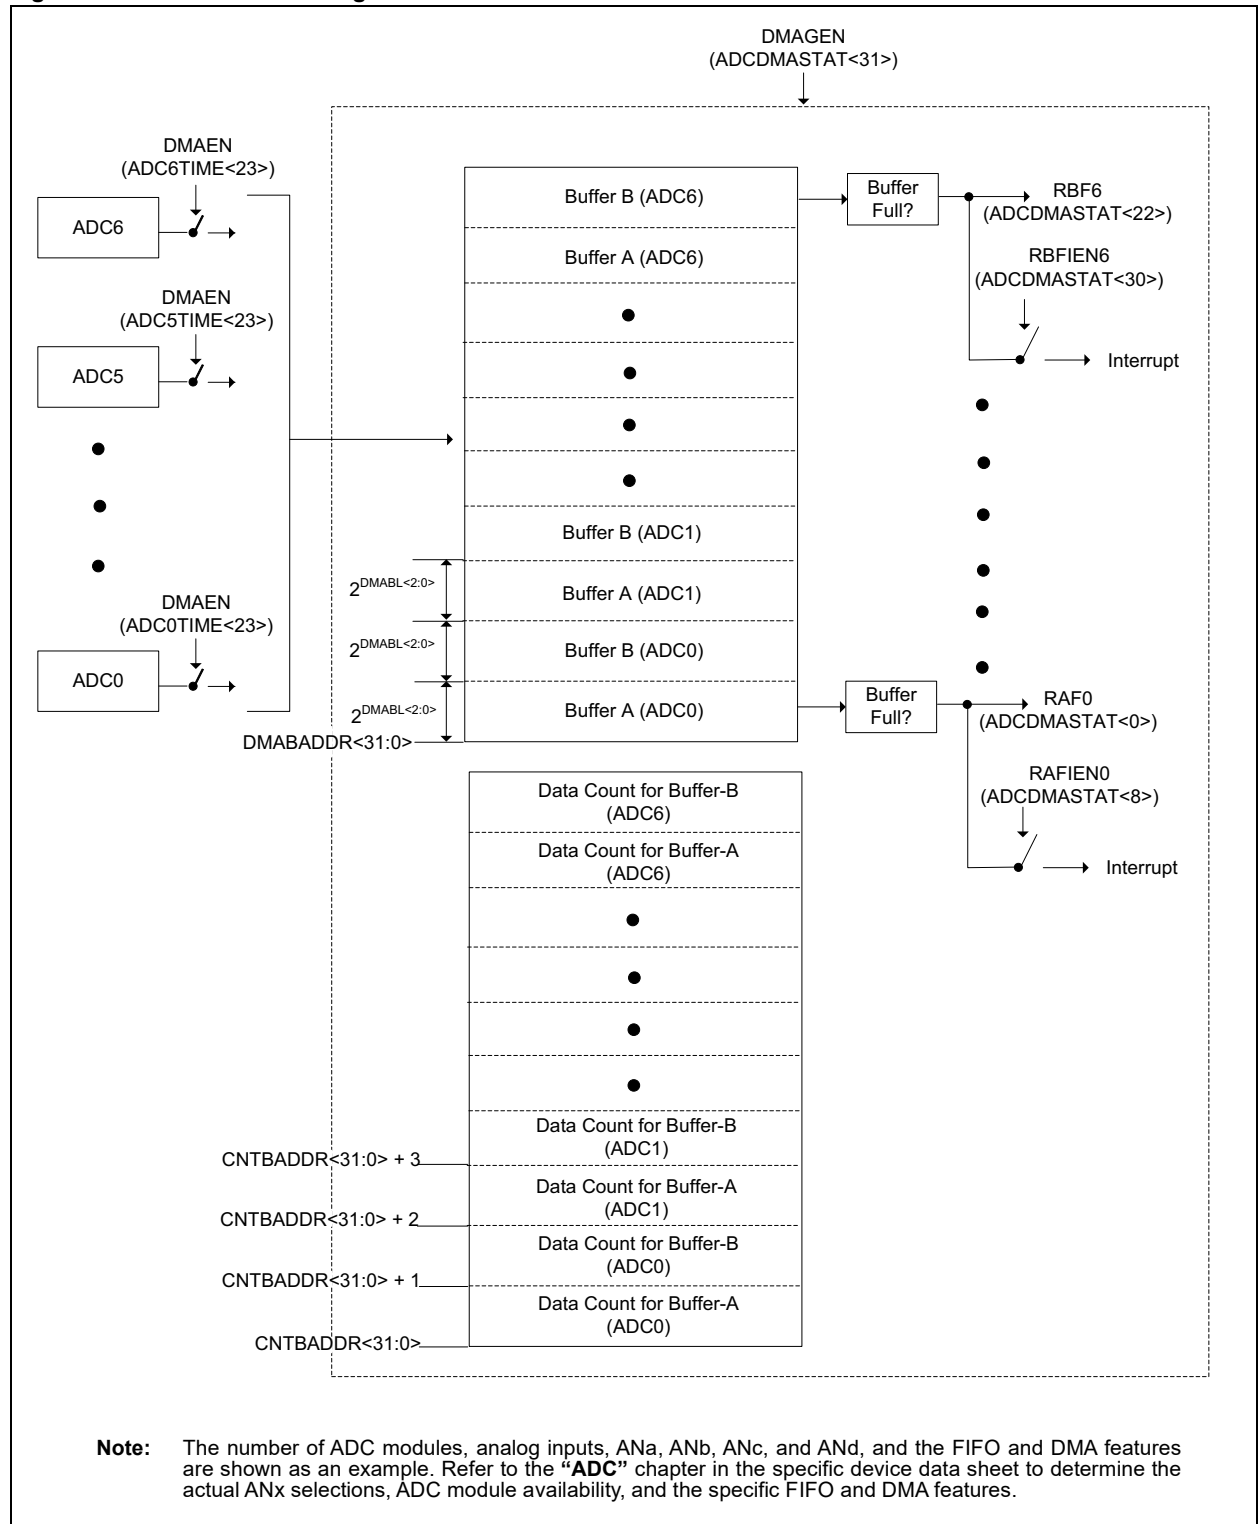 DMAGEN
(ADCDMASTAT<31>)
DMAEN
(ADC6TIME<23>)
ADC6
DMAEN
(ADC5TIME<23>)
ADC5
DMAEN
(ADC0TIME<23>)
ADC0
Buffer B (ADC6)
Buffer A (ADC6)
Buffer B (ADC1)
Buffer A (ADC1)
Buffer B (ADC0)
Buffer A (ADC0)
2DMABL<2:0>
2DMABL<2:0>
2DMABL<2:0>
DMABADDR<31:0>
Buffer
Full?
RBF6
(ADCDMASTAT<22>)
RBFIEN6
(ADCDMASTAT<30>)
Interrupt
Buffer
Full?
RAF0
(ADCDMASTAT<0>)
RAFIEN0
(ADCDMASTAT<8>)
Interrupt
Data Count for Buffer-B
(ADC6)
Data Count for Buffer-A
(ADC6)
Data Count for Buffer-B
(ADC1)
CNTBADDR<31:0> + 3
Data Count for Buffer-A
(ADC1)
CNTBADDR<31:0> + 2
Data Count for Buffer-B
(ADC0)
CNTBADDR<31:0> + 1
Data Count for Buffer-A
(ADC0)
CNTBADDR<31:0>
Note: The number of ADC modules, analog inputs, ANa, ANb, ANc, and ANd, and the FIFO and DMA features
are shown as an example. Refer to the “ADC” chapter in the specific device data sheet to determine the
actual ANx selections, ADC module availability, and the specific FIFO and DMA features.